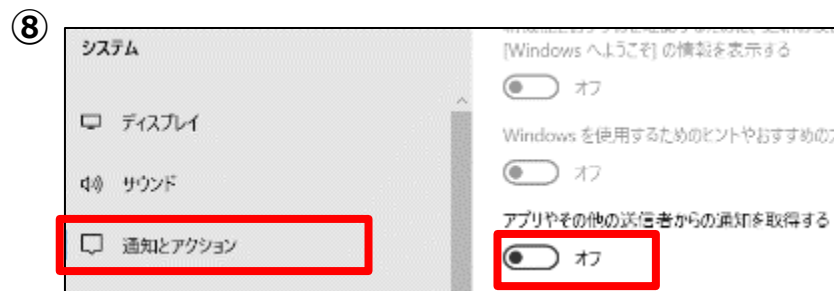 ⑧
システム
ディスプレイ
サウンド
通知とアクション
[Windows へようこそ] の情報を表示する
オフ
Windows を使用するためのヒントやおすすめの
オフ
アプリやその他の送信者からの通知を取得する
オフ